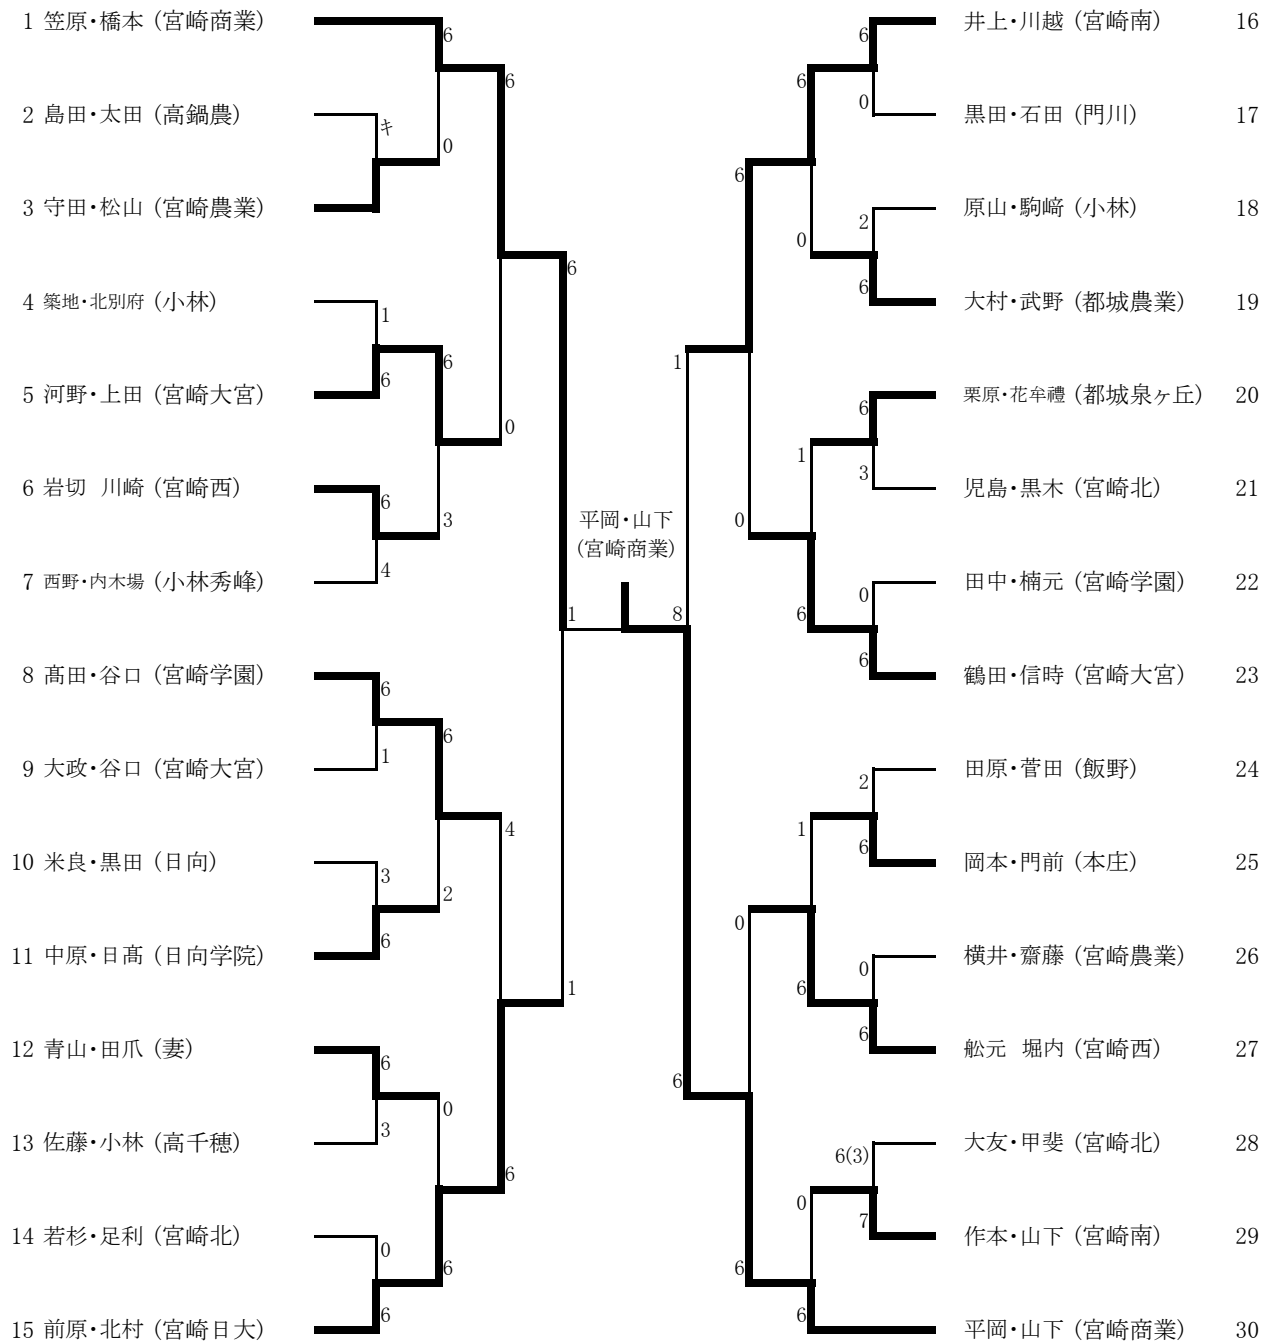 1 笠原・橋本 (宮崎商業)
6
6
2 島田・太田 (高鍋農)
キ
0
3 守田・松山 (宮崎農業)
6
4 築地・北別府 (小林)
1
6
5 河野・上田 (宮崎大宮)
6
0
6 岩切 川崎 (宮崎西)
6
3
7 西野・内木場 (小林秀峰)
4
1
8 髙田・谷口 (宮崎学園)
6
6
9 大政・谷口 (宮崎大宮)
1
4
10 米良・黒田 (日向)
3
2
11 中原・日髙 (日向学院)
6
1
12 青山・田爪 (妻)
6
0
13 佐藤・小林 (高千穂)
3
6
14 若杉・足利 (宮崎北)
0
6
15 前原・北村 (宮崎日大)
6
平岡・山下
(宮崎商業)
8
6 井上・川越 (宮崎南) 16
6
0 黒田・石田 (門川) 17
6
2 原山・駒﨑 (小林) 18
0
6 大村・武野 (都城農業) 19
1
6 栗原・花牟禮 (都城泉ヶ丘) 20
1
3 児島・黒木 (宮崎北) 21
0
0 田中・楠元 (宮崎学園) 22
6
6 鶴田・信時 (宮崎大宮) 23
2 田原・菅田 (飯野) 24
1
6 岡本・門前 (本庄) 25
0
0 横井・齋藤 (宮崎農業) 26
6
6 舩元 堀内 (宮崎西) 27
6
6(3) 大友・甲斐 (宮崎北) 28
0
7 作本・山下 (宮崎南) 29
6
6 平岡・山下 (宮崎商業) 30